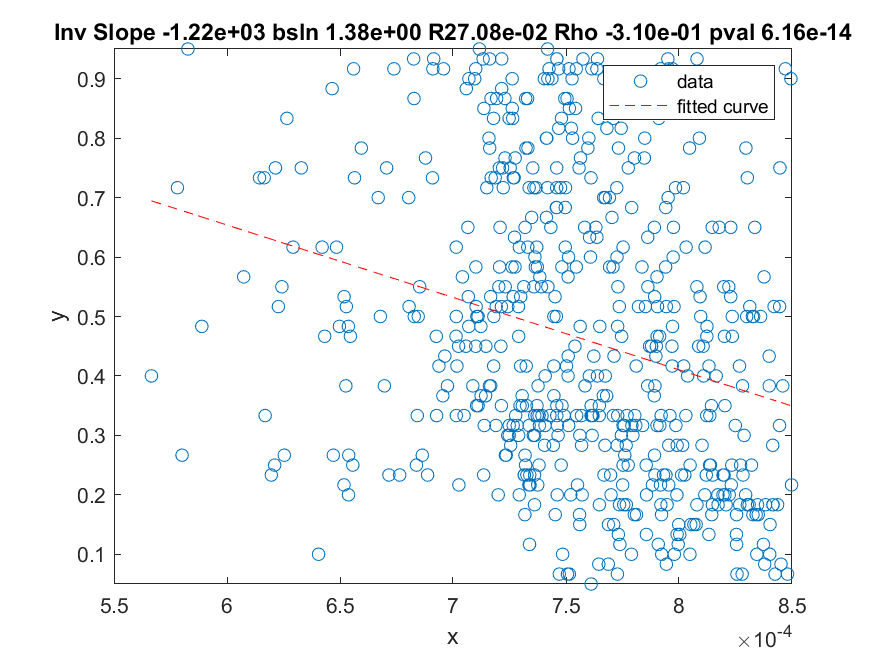 Inv Slope -1.22e+03 bsln 1.38e+00 R27.08e-02 Rho -3.10e-01 pval 6.16e-14
data
fitted curve
0.9
0.8
0.7
0.6
0.5
0.4
0.3
0.2
0.1
y
5.5 6 6.5 7 7.5 8 8.5
x
×10⁻⁴